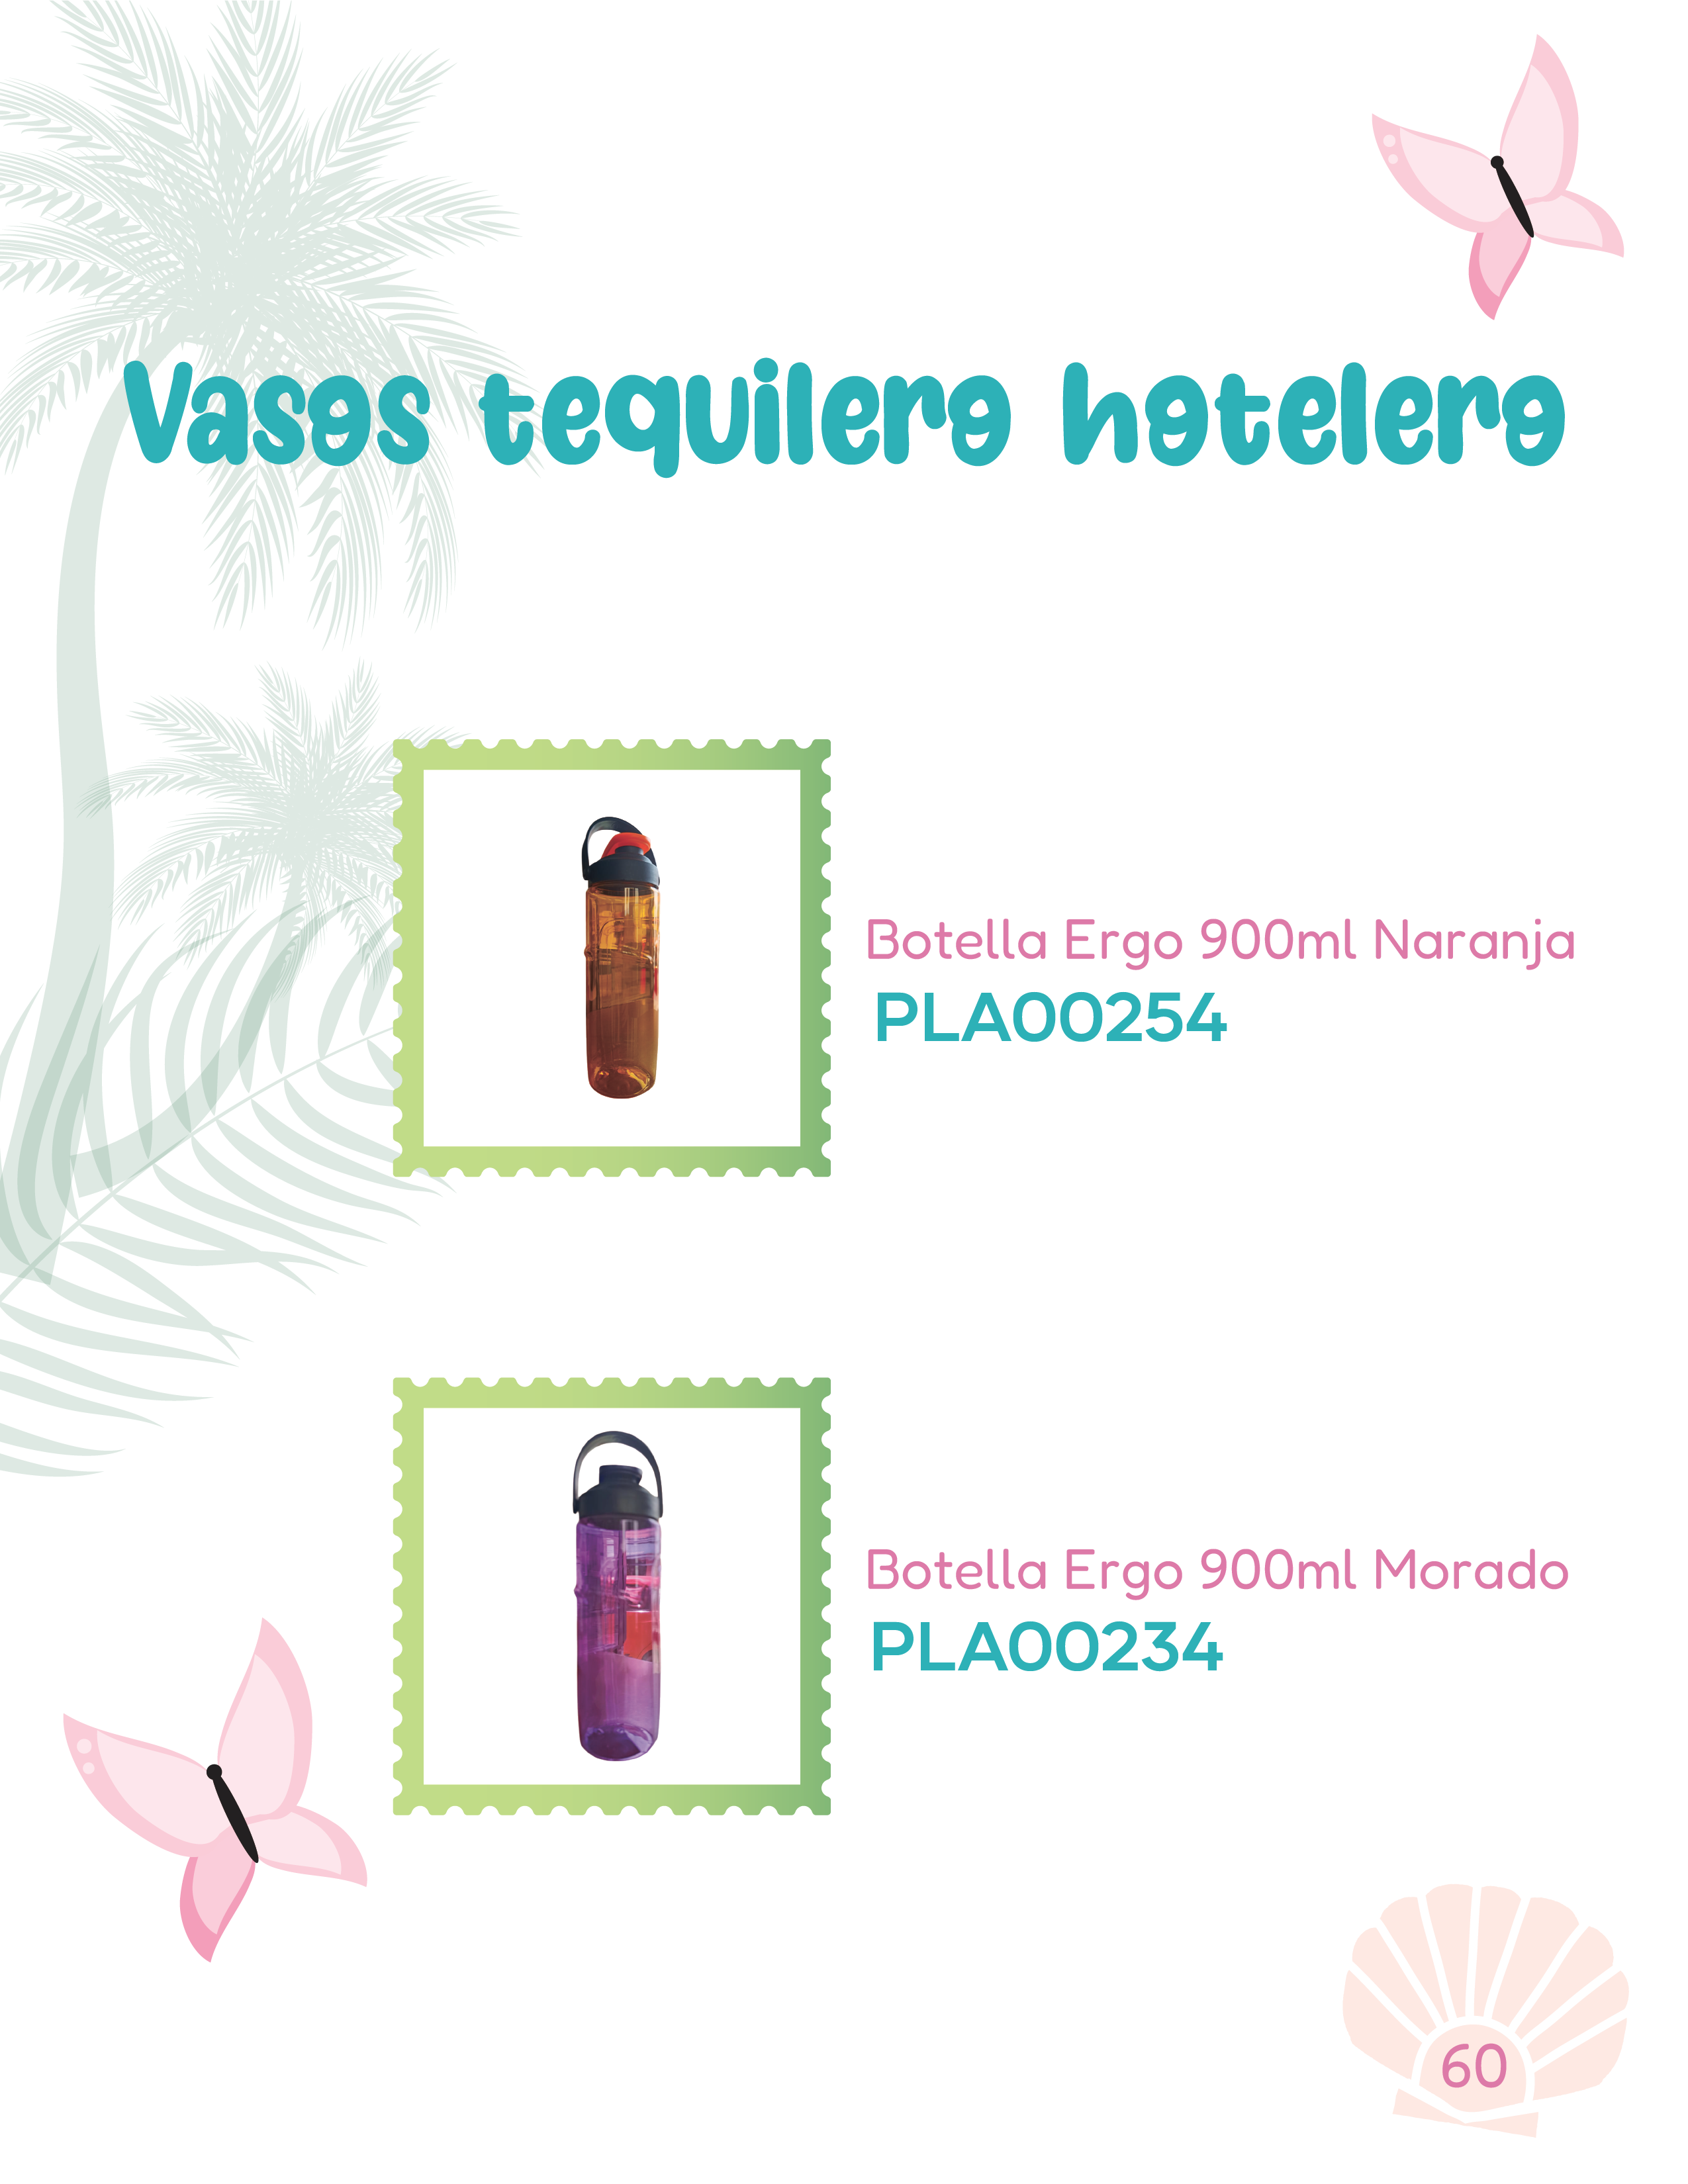 Vasos tequilero hotelero
Botella Ergo 900ml Naranja
PLA00254
Botella Ergo 900ml Morado
PLA00234
60